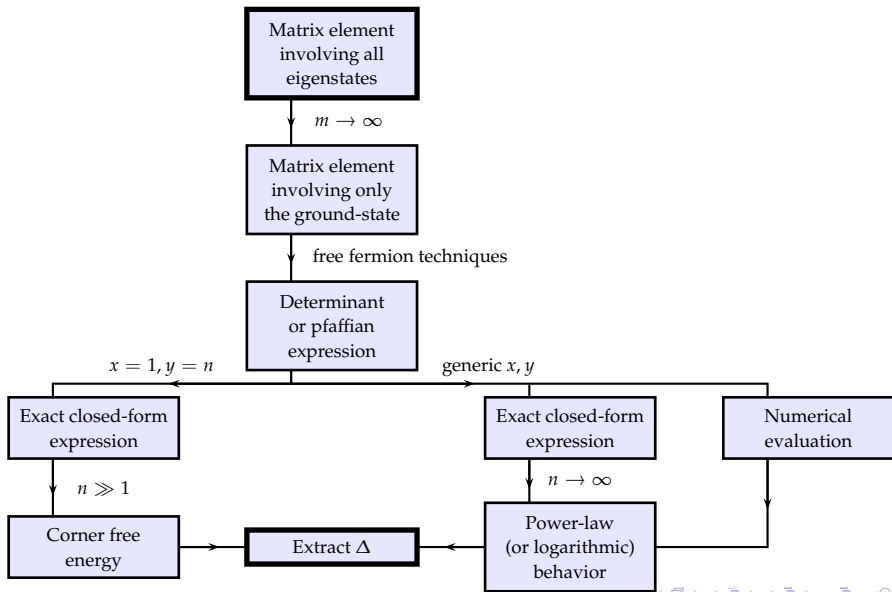 Matrix element
involving all
eigenstates
m → ∞
Matrix element
involving only
the ground-state
free fermion techniques
Determinant
or pfaffian
expression
x = 1, y = n
generic x, y
Exact closed-form
expression
Exact closed-form
expression
Numerical
evaluation
n ≫ 1
n → ∞
Corner free
energy
Extract Δ
Power-law
(or logarithmic)
behavior